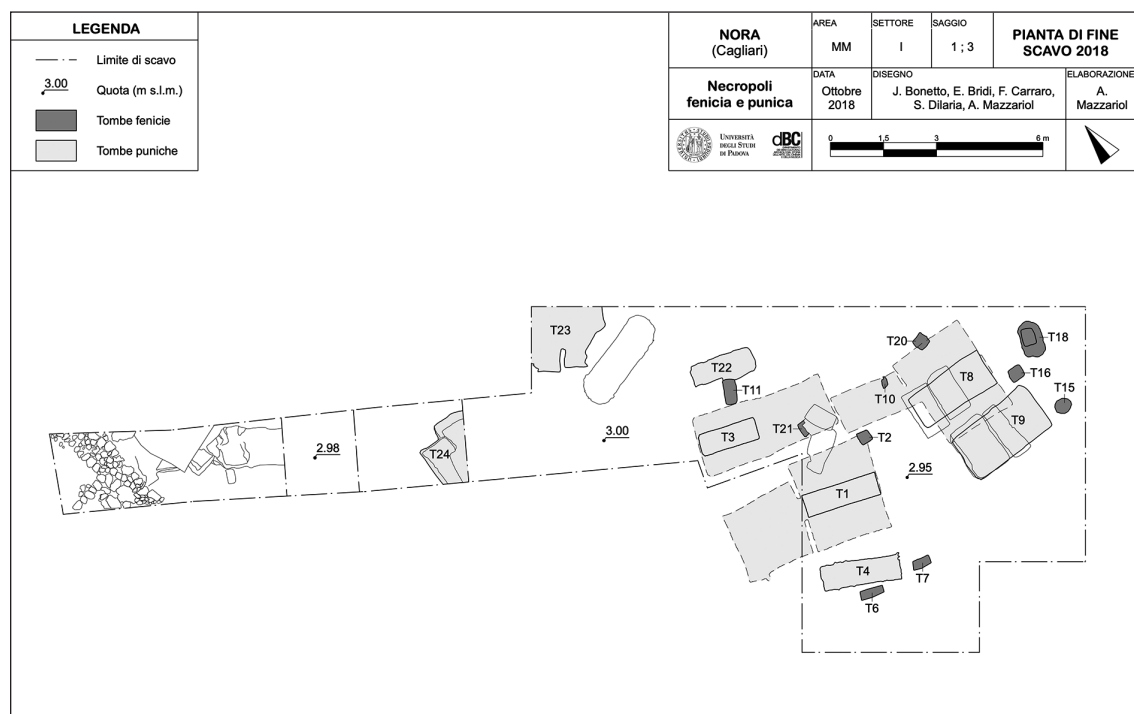 LEGENDA
Limite di scavo
3.00
Quota (m s.l.m.)
Tombe fenicie
Tombe puniche
NORA
(Cagliari)
AREA
MM
SETTORE
I
SAGGIO
1 ; 3
PIANTA DI FINE
SCAVO 2018
Necropoli
fenicia e punica
DATA
Ottobre
2018
DISEGNO
J. Bonetto, E. Bridi, F. Carraro,
S. Dilaria, A. Mazzariol
ELABORAZIONE
A.
Mazzariol
UNIVERSITÀ
DEGLI STUDI
DI PADOVA
dBC
0
1,5
3
6 m
T23
T22
T11
T3
T21
T20
T10
T2
T8
T18
T16
T15
T9
T24
2.98
3.00
2.95
T1
T4
T7
T6